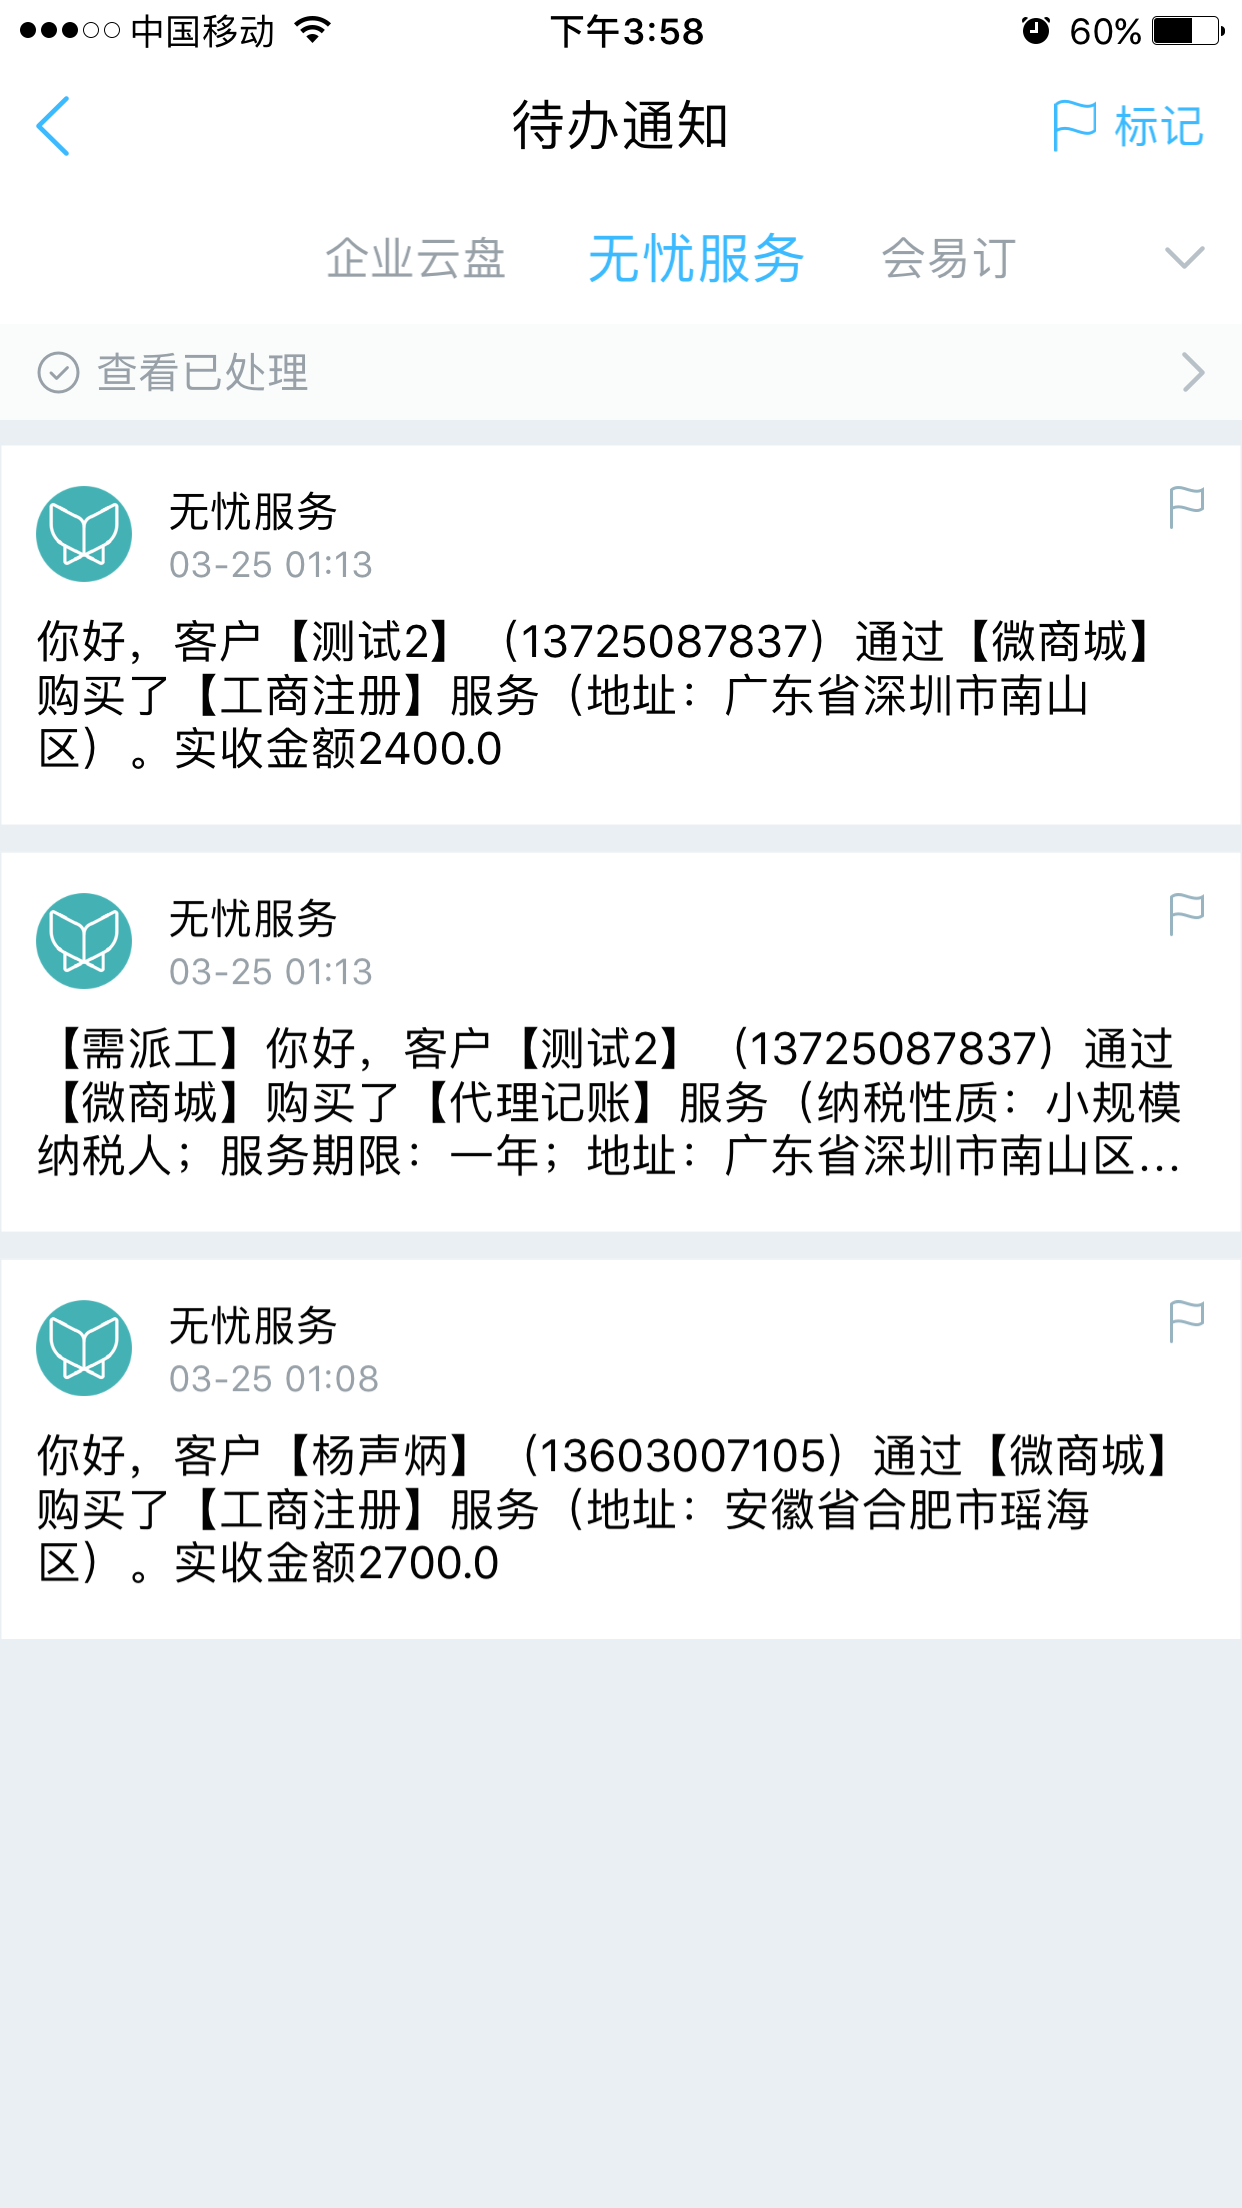 中国移动 下午3:58 60%
待办通知 标记
企业云盘 无忧服务 会易订
查看已处理
无忧服务
03-25 01:13
你好，客户【测试2】（13725087837）通过【微商城】
购买了【工商注册】服务（地址：广东省深圳市南山
区）。实收金额2400.0
无忧服务
03-25 01:13
【需派工】你好，客户【测试2】（13725087837）通过
【微商城】购买了【代理记账】服务（纳税性质：小规模
纳税人；服务期限：一年；地址：广东省深圳市南山区...
无忧服务
03-25 01:08
你好，客户【杨声炳】（13603007105）通过【微商城】
购买了【工商注册】服务（地址：安徽省合肥市瑶海
区）。实收金额2700.0